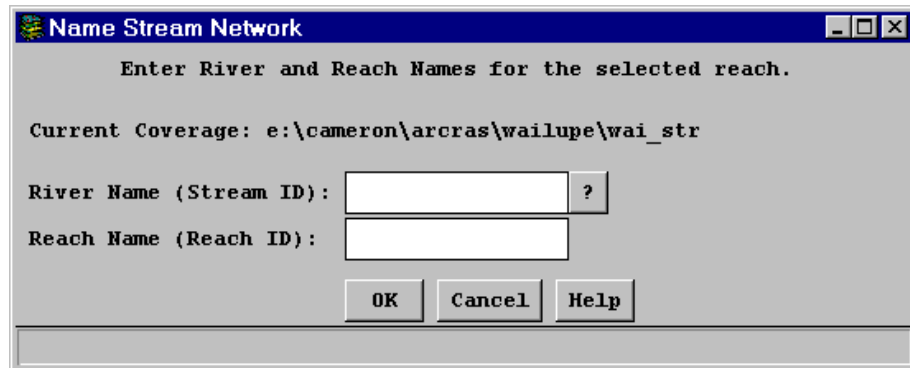 Name Stream Network
Enter River and Reach Names for the selected reach.
Current Coverage: e:\cameron\arcras\wailupe\wai_str
River Name (Stream ID): ?
Reach Name (Reach ID):
OK Cancel Help